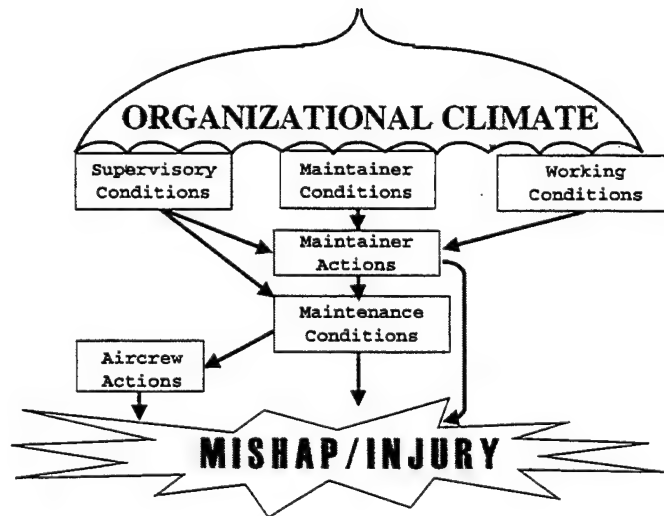 ORGANIZATIONAL CLIMATE
Supervisory
Conditions
Maintainer
Conditions
Working
Conditions
Maintainer
Actions
Maintenance
Conditions
Aircrew
Actions
MISHAP/INJURY